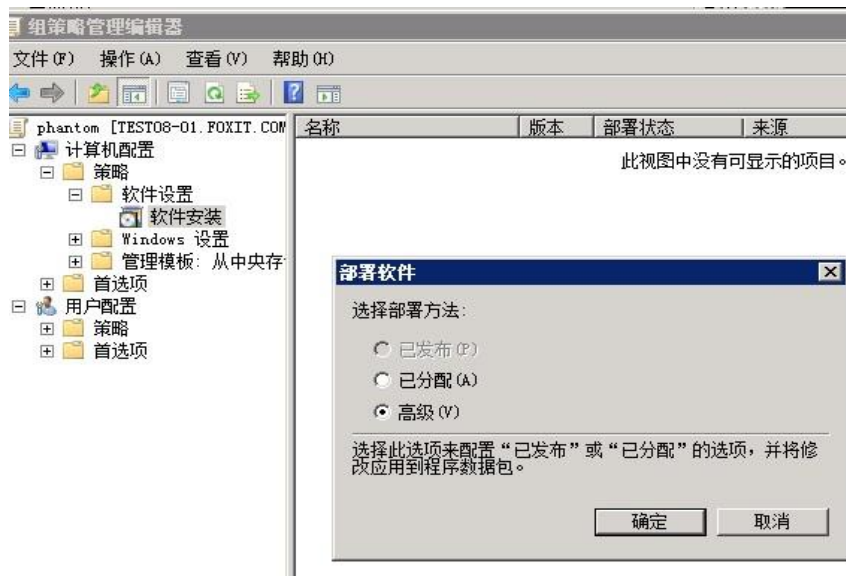 组策略管理编辑器
文件(F) 操作(A) 查看(V) 帮助(H)
phantom [TEST08-01.FOXIT.COM
名称 版本 部署状态 来源
计算机配置
此视图中没有可显示的项目。
策略
软件设置
软件安装
Windows 设置
管理模板: 从中央存
首选项
用户配置
策略
首选项
部署软件
选择部署方法:
已发布(P)
已分配(A)
高级(V)
选择此选项来配置“已发布”或“已分配”的选项，并将修
改应用到程序数据包。
确定 取消